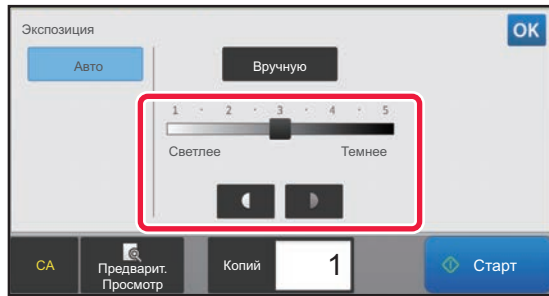 Экспозиция
OK
Авто
Вручную
1 · 2 · 3 · 4 · 5
Светлее
Темнее
CA
Предварит.
Просмотр
Копий
1
Старт